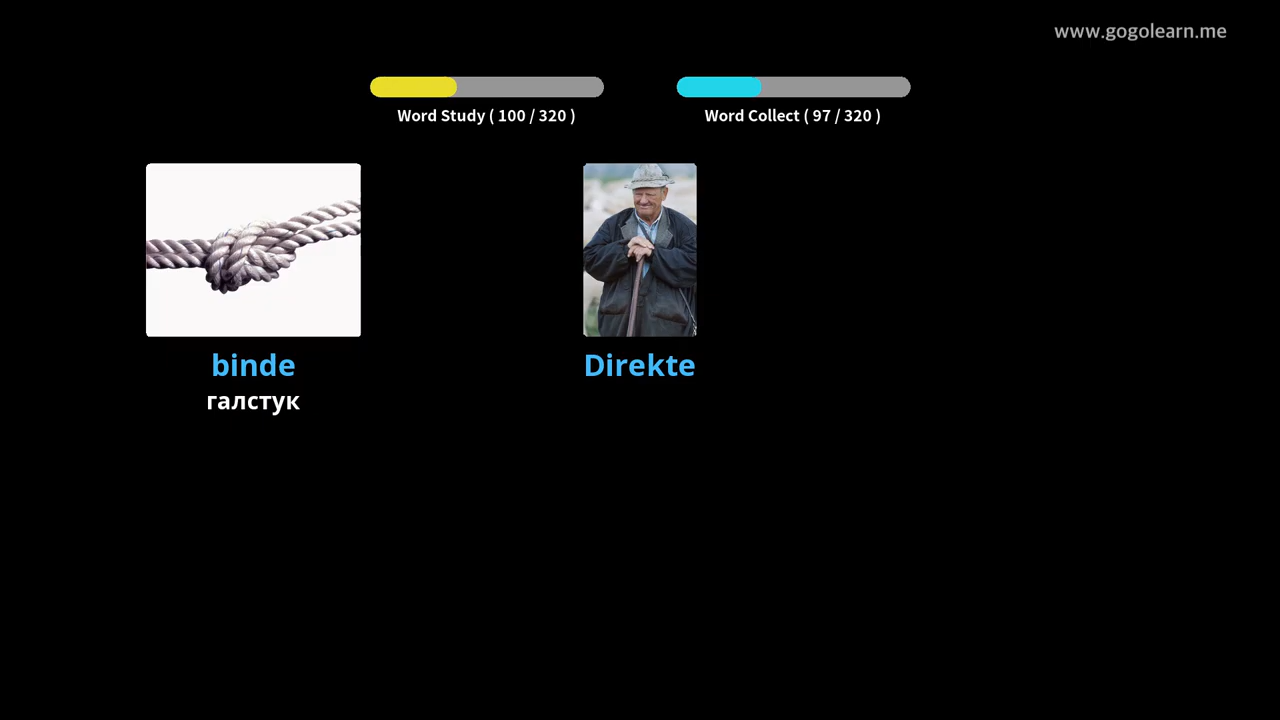 www.gogolearn.me
Word Study ( 100 / 320 )
Word Collect ( 97 / 320 )
binde
галстук
Direkte